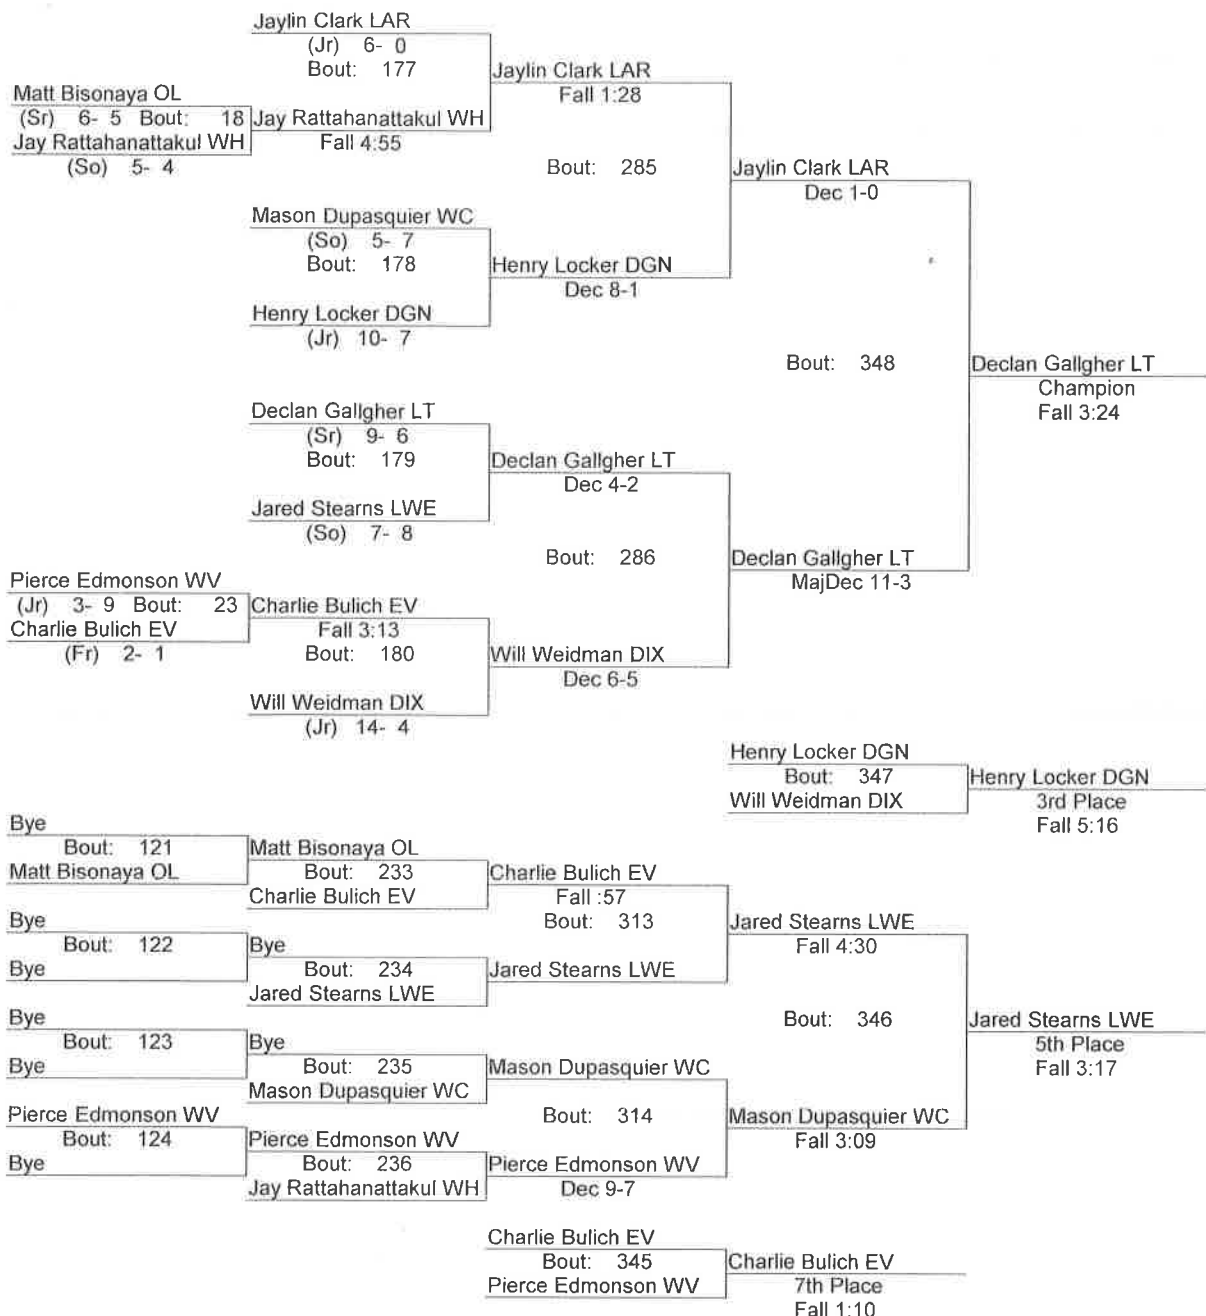 Jaylin Clark LAR
(Jr) 6- 0
Bout: 177
Jaylin Clark LAR
Fall 1:28
Matt Bisonaya OL
(Sr) 6- 5 Bout: 18
Jay Rattahanattakul WH
Jay Rattahanattakul WH
(So) 5- 4
Fall 4:55
Bout: 285
Jaylin Clark LAR
Dec 1-0
Mason Dupasquier WC
(So) 5- 7
Bout: 178
Henry Locker DGN
Dec 8-1
Henry Locker DGN
(Jr) 10- 7
Bout: 348
Declan Gallgher LT
Champion
Fall 3:24
Declan Gallgher LT
(Sr) 9- 6
Bout: 179
Declan Gallgher LT
Dec 4-2
Jared Stearns LWE
(So) 7- 8
Bout: 286
Declan Gallgher LT
MajDec 11-3
Pierce Edmonson WV
(Jr) 3- 9 Bout: 23
Charlie Bulich EV
Charlie Bulich EV
(Fr) 2- 1
Fall 3:13
Bout: 180
Will Weidman DIX
Dec 6-5
Will Weidman DIX
(Jr) 14- 4
Henry Locker DGN
Bout: 347
Will Weidman DIX
Henry Locker DGN
3rd Place
Fall 5:16
Bye
Bout: 121
Matt Bisonaya OL
Matt Bisonaya OL
Bout: 233
Charlie Bulich EV
Charlie Bulich EV
Fall :57
Bout: 313
Jared Stearns LWE
Fall 4:30
Bye
Bout: 122
Bye
Bye
Bout: 234
Jared Stearns LWE
Jared Stearns LWE
Bout: 346
Jared Stearns LWE
5th Place
Fall 3:17
Bye
Bout: 123
Bye
Bye
Bout: 235
Mason Dupasquier WC
Mason Dupasquier WC
Bout: 314
Mason Dupasquier WC
Fall 3:09
Pierce Edmonson WV
Bout: 124
Bye
Pierce Edmonson WV
Bout: 236
Jay Rattahanattakul WH
Pierce Edmonson WV
Dec 9-7
Charlie Bulich EV
Bout: 345
Pierce Edmonson WV
Charlie Bulich EV
7th Place
Fall 1:10